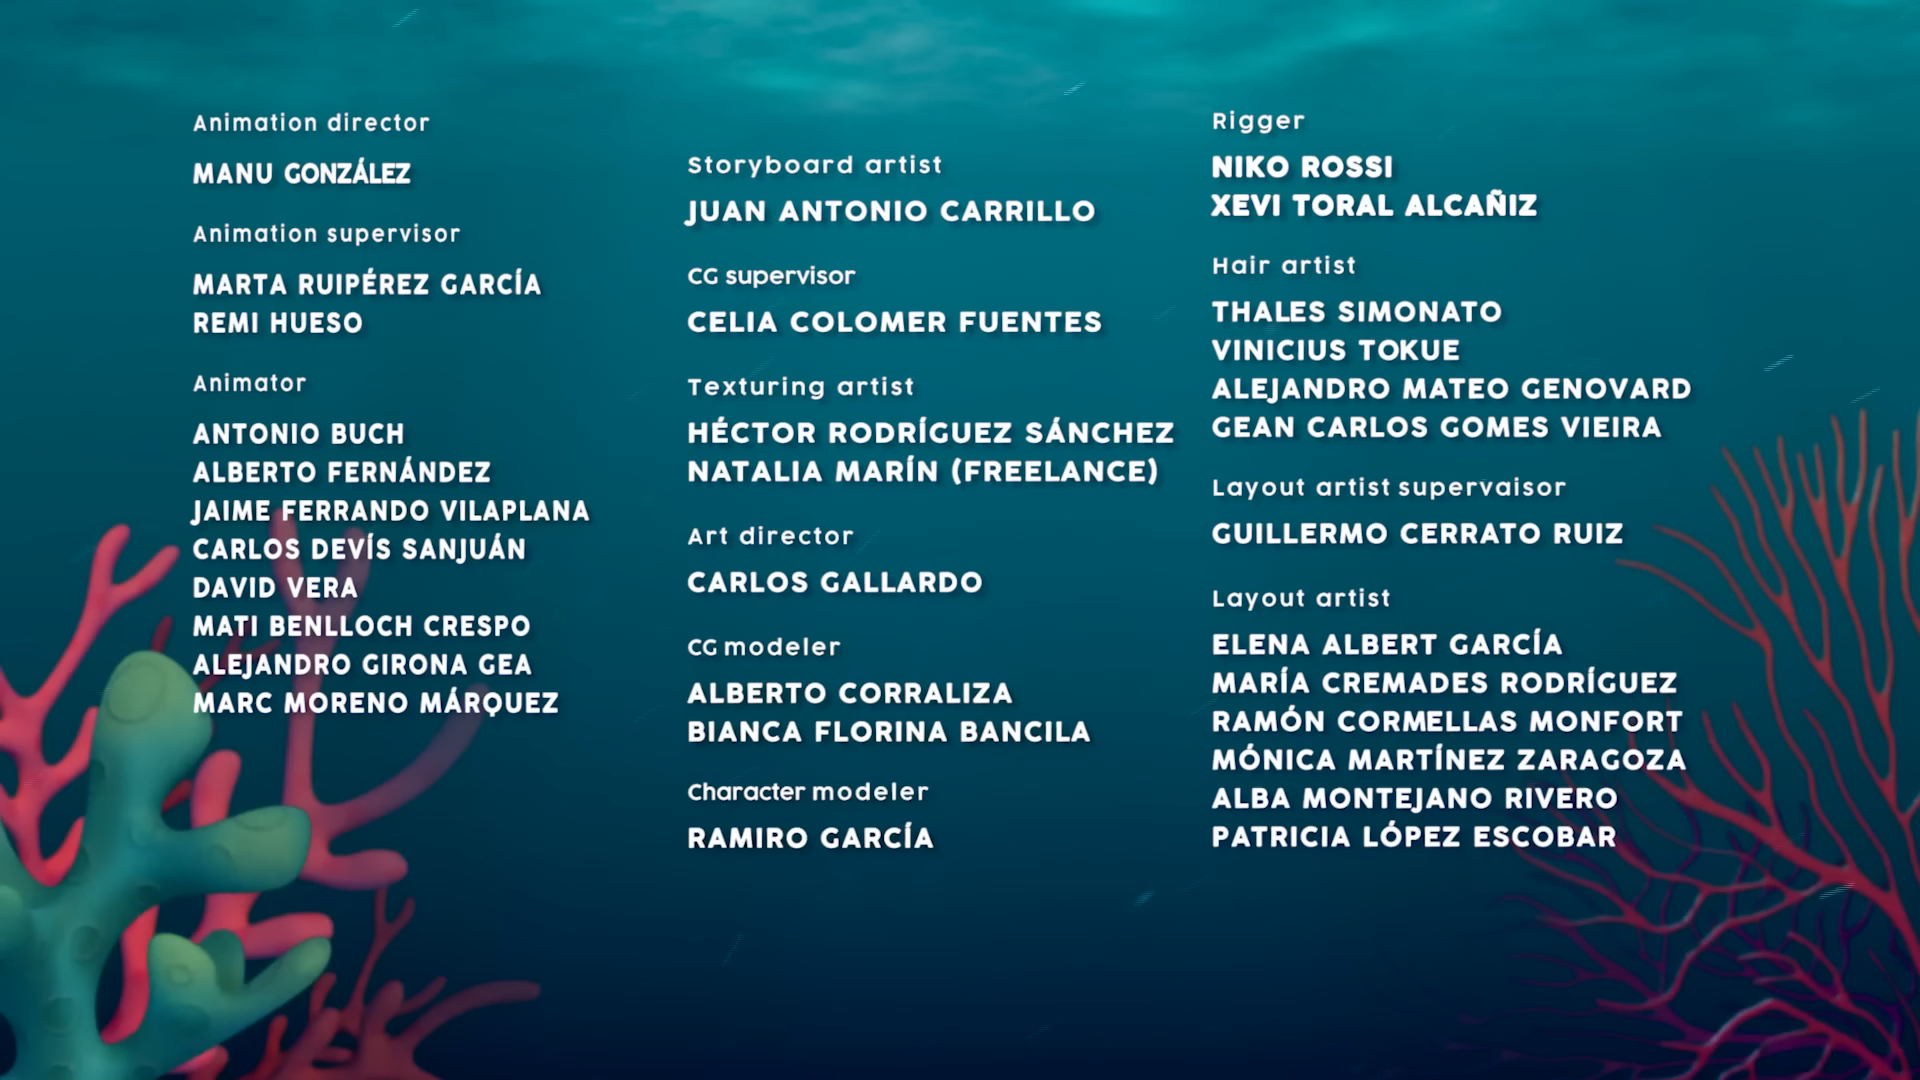 Animation director
MANU GONZÁLEZ
Animation supervisor
MARTA RUIPÉREZ GARCÍA
REMI HUESO
Animator
ANTONIO BUCH
ALBERTO FERNÁNDEZ
JAIME FERRANDO VILAPLANA
CARLOS DEVÍS SANJUÁN
DAVID VERA
MATI BENLLOCH CRESPO
ALEJANDRO GIRONA GEA
MARC MORENO MÁRQUEZ
Storyboard artist
JUAN ANTONIO CARRILLO
CG supervisor
CELIA COLOMER FUENTES
Texturing artist
HÉCTOR RODRÍGUEZ SÁNCHEZ
NATALIA MARÍN (FREELANCE)
Art director
CARLOS GALLARDO
CG modeler
ALBERTO CORRALIZA
BIANCA FLORINA BANCILA
Character modeler
RAMIRO GARCÍA
Rigger
NIKO ROSSI
XEVI TORAL ALCAÑIZ
Hair artist
THALES SIMONATO
VINICIUS TOKUE
ALEJANDRO MATEO GENOVARD
GEAN CARLOS GOMES VIEIRA
Layout artist supervaisor
GUILLERMO CERRATO RUIZ
Layout artist
ELENA ALBERT GARCÍA
MARÍA CREMADES RODRÍGUEZ
RAMÓN CORMELLAS MONFORT
MÓNICA MARTÍNEZ ZARAGOZA
ALBA MONTEJANO RIVERO
PATRICIA LÓPEZ ESCOBAR